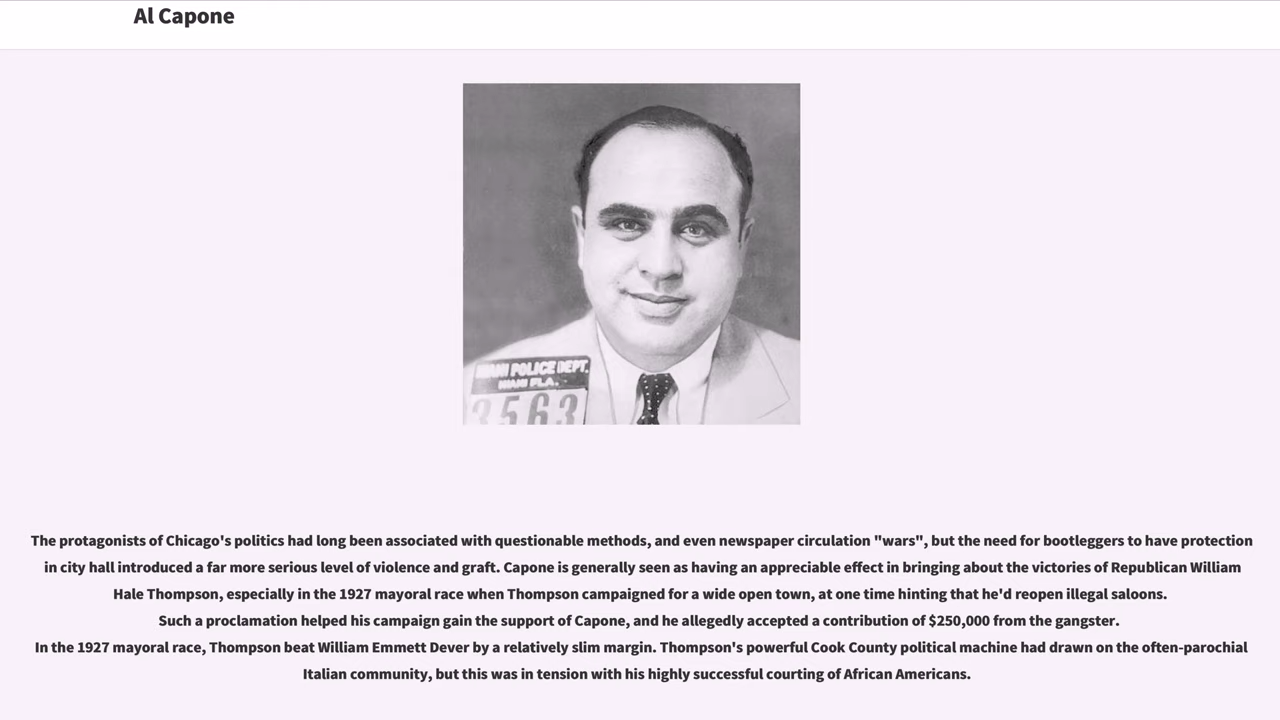 Al Capone
MIAMI POLICE DEPT.
MIAMI FLA.
3563
The protagonists of Chicago's politics had long been associated with questionable methods, and even newspaper circulation "wars", but the need for bootleggers to have protection
in city hall introduced a far more serious level of violence and graft. Capone is generally seen as having an appreciable effect in bringing about the victories of Republican William
Hale Thompson, especially in the 1927 mayoral race when Thompson campaigned for a wide open town, at one time hinting that he'd reopen illegal saloons.
Such a proclamation helped his campaign gain the support of Capone, and he allegedly accepted a contribution of $250,000 from the gangster.
In the 1927 mayoral race, Thompson beat William Emmett Dever by a relatively slim margin. Thompson's powerful Cook County political machine had drawn on the often-parochial
Italian community, but this was in tension with his highly successful courting of African Americans.